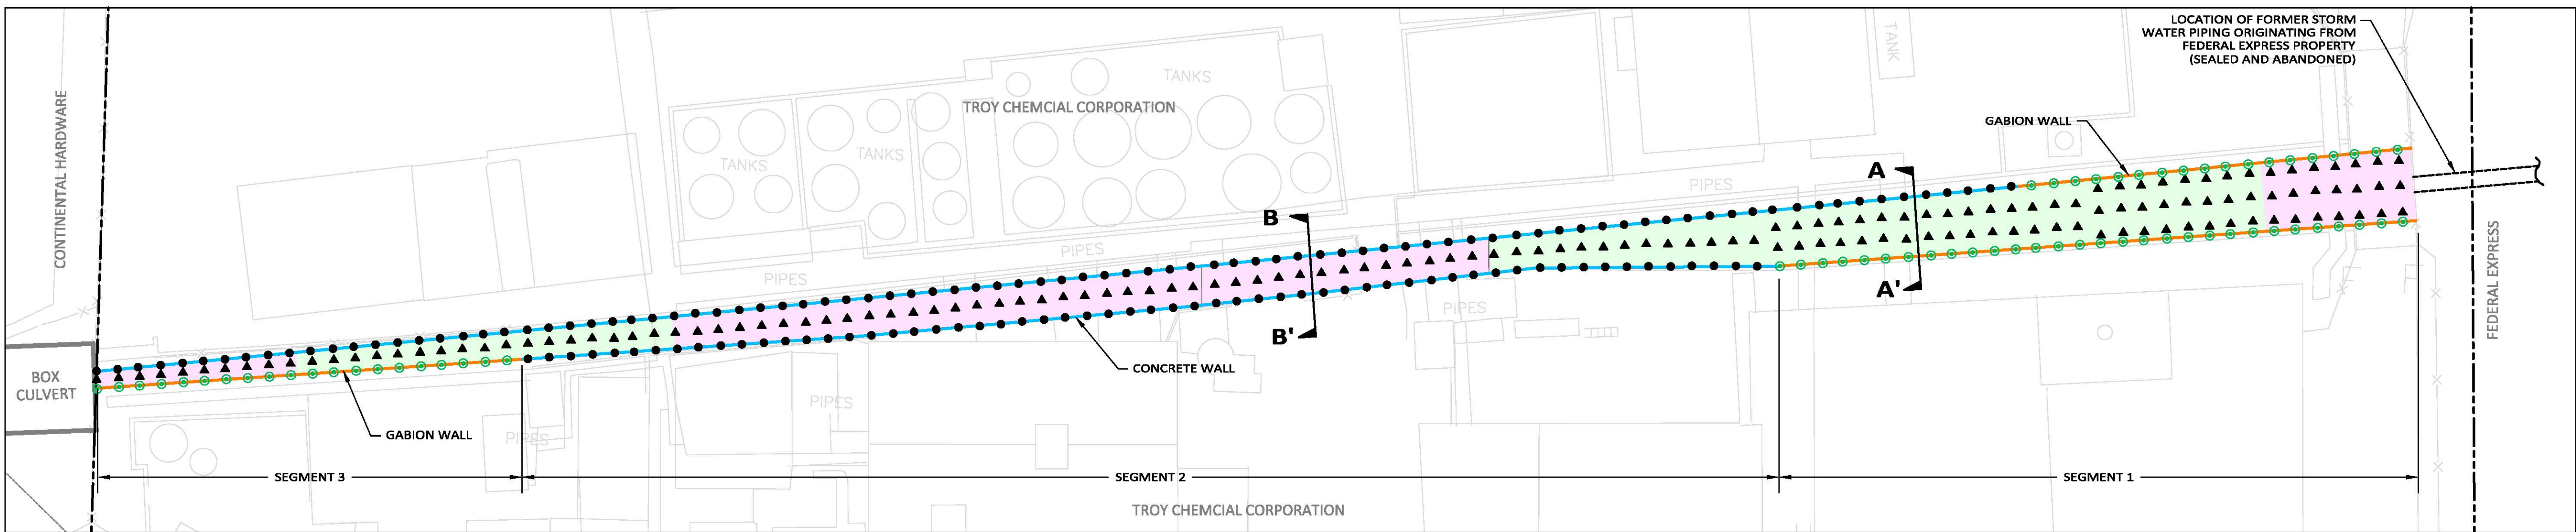 LOCATION OF FORMER STORM
WATER PIPING ORIGINATING FROM
FEDERAL EXPRESS PROPERTY
(SEALED AND ABANDONED)
TANK
TANKS
TROY CHEMCIAL CORPORATION
GABION WALL
CONTINENTAL HARDWARE
TANKS
TANKS
A
PIPES
B
PIPES
PIPES
A'
PIPES
B'
FEDERAL EXPRESS
CONCRETE WALL
BOX
CULVERT
PIPES
GABION WALL
PIPES
SEGMENT 3
SEGMENT 2
SEGMENT 1
TROY CHEMCIAL CORPORATION